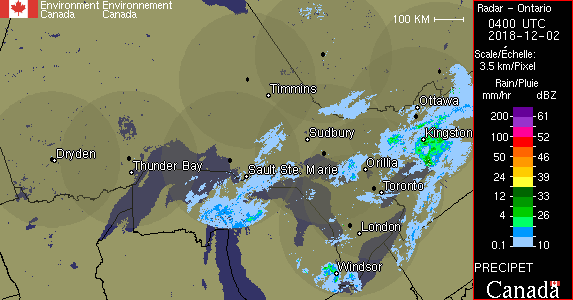 Environment Environnement
Canada Canada
100 KM
Timmins
Ottawa
Sudbury
Kingston
Dryden
Thunder Bay
Sault Ste. Marie
Orillia
Toronto
London
Windsor
Radar - Ontario
0400 UTC
2018-12-02
Scale/Échelle:
3.5 km/Pixel
Rain/Pluie
mm/hr dBZ
200 61
100 52
50 46
24 39
12 33
4 26
0.1 10
PRECIPET
Canada